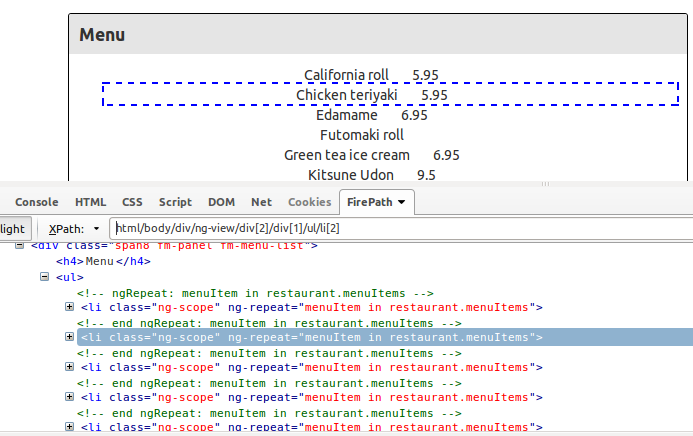 Menu
California roll 5.95
Chicken teriyaki 5.95
Edamame 6.95
Futomaki roll
Green tea ice cream 6.95
Kitsune Udon 9.5
Console HTML CSS Script DOM Net Cookies FirePath
light XPath: html/body/div/ng-view/div[2]/div[1]/ul/li[2]
<div class="span8 fm-panel fm-menu-list">
<h4>Menu</h4>
<ul>
<!-- ngRepeat: menuItem in restaurant.menuItems -->
<li class="ng-scope" ng-repeat="menuItem in restaurant.menuItems">
<!-- end ngRepeat: menuItem in restaurant.menuItems -->
<li class="ng-scope" ng-repeat="menuItem in restaurant.menuItems">
<!-- end ngRepeat: menuItem in restaurant.menuItems -->
<li class="ng-scope" ng-repeat="menuItem in restaurant.menuItems">
<!-- end ngRepeat: menuItem in restaurant.menuItems -->
<li class="ng-scope" ng-repeat="menuItem in restaurant.menuItems">
<!-- end ngRepeat: menuItem in restaurant.menuItems -->
<li class="ng-scope" ng-repeat="menuItem in restaurant.menuItems">